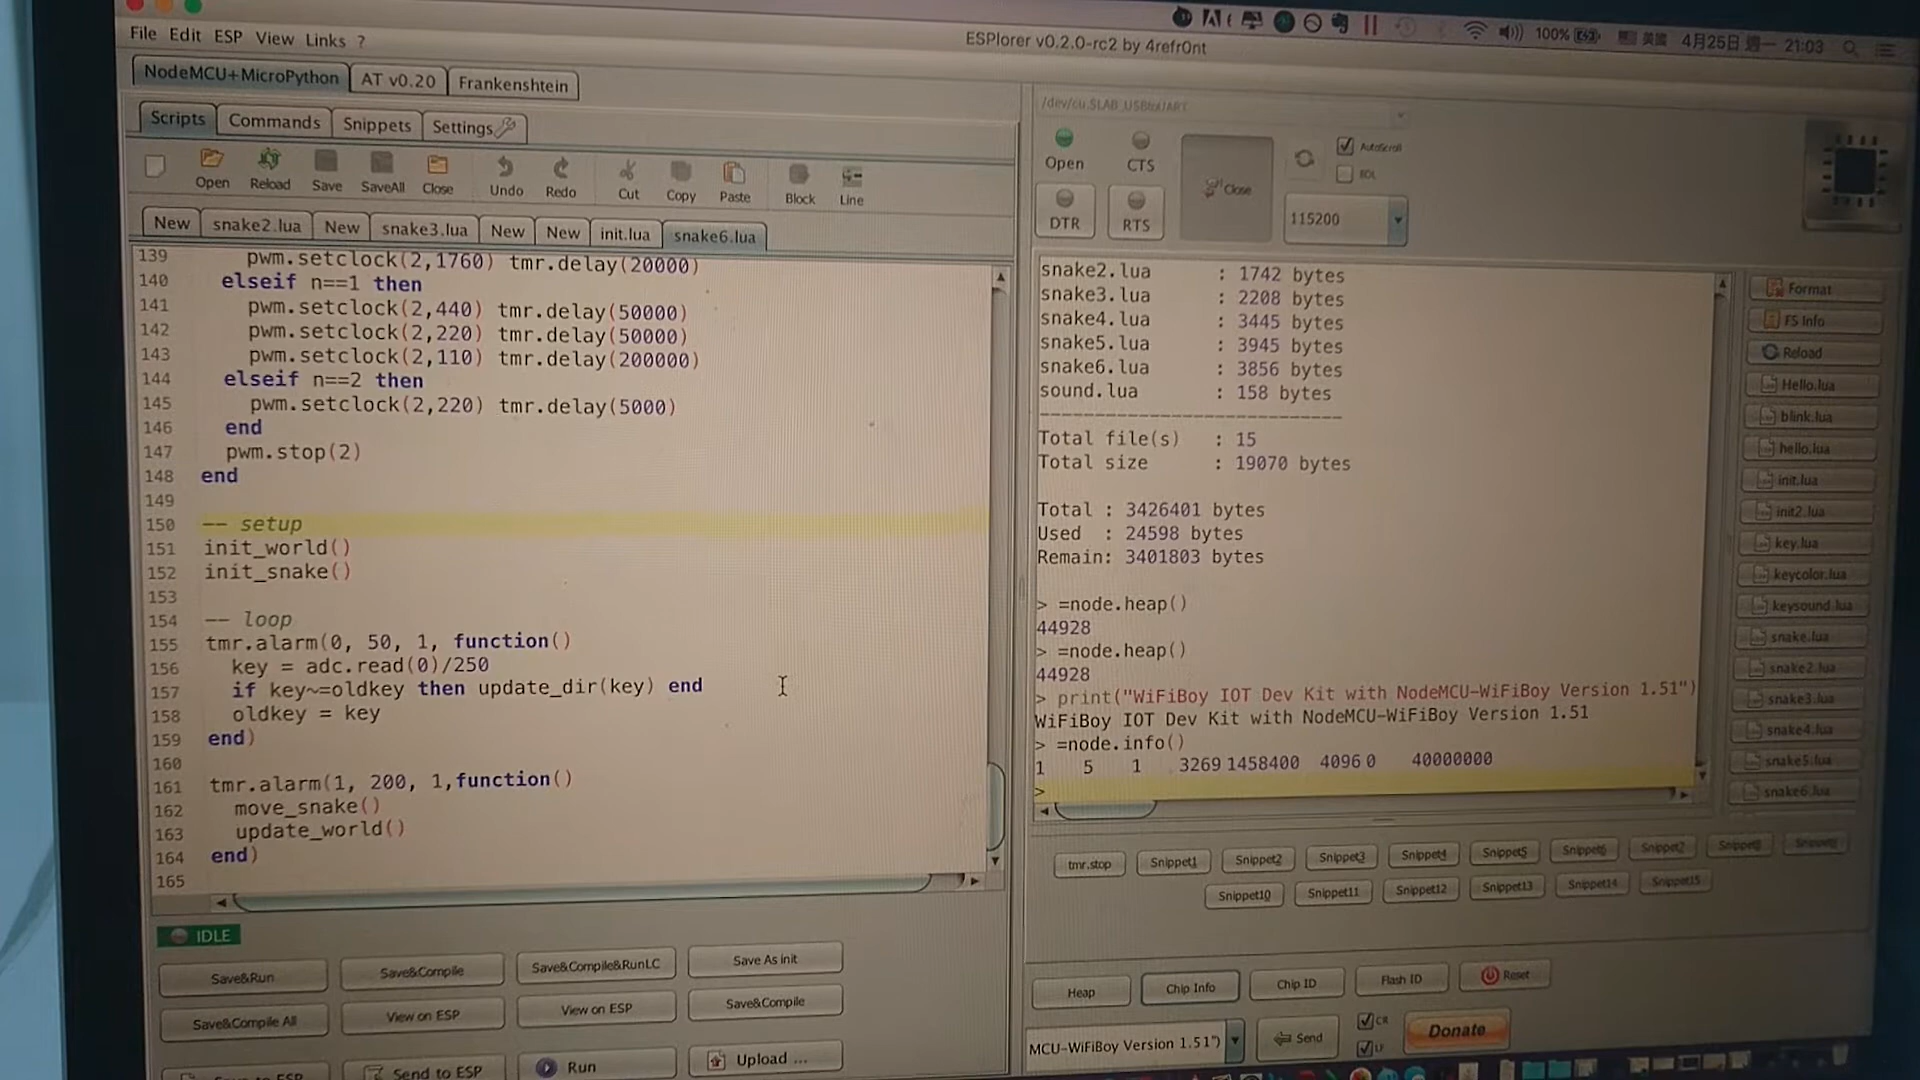 File Edit ESP View Links ?
ESPlorer v0.2.0-rc2 by 4refr0nt
100% 美國 4月25日 週一 21:03
NodeMCU+MicroPython AT v0.20 Frankenshtein
Scripts Commands Snippets Settings
Open Reload Save SaveAll Close Undo Redo Cut Copy Paste Block Line
New snake2.lua New snake3.lua New New init.lua snake6.lua
139 pwm.setclock(2,1760) tmr.delay(20000)
140 elseif n==1 then
141 pwm.setclock(2,440) tmr.delay(50000)
142 pwm.setclock(2,220) tmr.delay(50000)
143 pwm.setclock(2,110) tmr.delay(200000)
144 elseif n==2 then
145 pwm.setclock(2,220) tmr.delay(5000)
146 end
147 pwm.stop(2)
148 end
149
150 -- setup
151 init_world()
152 init_snake()
153
154 -- loop
155 tmr.alarm(0, 50, 1, function()
156 key = adc.read(0)/250
157 if key~=oldkey then update_dir(key) end
158 oldkey = key
159 end)
160
161 tmr.alarm(1, 200, 1,function()
162 move_snake()
163 update_world()
164 end)
165
IDLE
Save&Run Save&Compile Save&Compile&RunLC Save As init
Save&Compile All View on ESP View on ESP Save&Compile
Send to ESP Run Upload ...
/dev/cu.SLAB_USBtoUART
Open CTS Close AutoScroll
EOL
DTR RTS 115200
snake2.lua : 1742 bytes
snake3.lua : 2208 bytes
snake4.lua : 3445 bytes
snake5.lua : 3945 bytes
snake6.lua : 3856 bytes
sound.lua : 158 bytes
----------------------------
Total file(s) : 15
Total size : 19070 bytes
Total : 3426401 bytes
Used : 24598 bytes
Remain: 3401803 bytes
> =node.heap()
44928
> =node.heap()
44928
> print("WiFiBoy IOT Dev Kit with NodeMCU-WiFiBoy Version 1.51")
WiFiBoy IOT Dev Kit with NodeMCU-WiFiBoy Version 1.51
> =node.info()
1 5 1 3269 1458400 4096 0 40000000
>
Format
FS Info
Reload
Hello.lua
blink.lua
hello.lua
init.lua
init2.lua
key.lua
keycolor.lua
keysound.lua
snake.lua
snake2.lua
snake3.lua
snake4.lua
snake5.lua
snake6.lua
tmr.stop Snippet1 Snippet2 Snippet3 Snippet4 Snippet5 Snippet6 Snippet7
Snippet10 Snippet11 Snippet12 Snippet13 Snippet14 Snippet15
Heap Chip Info Chip ID Flash ID Reset
MCU-WiFiBoy Version 1.51") Send CR Donate
LF